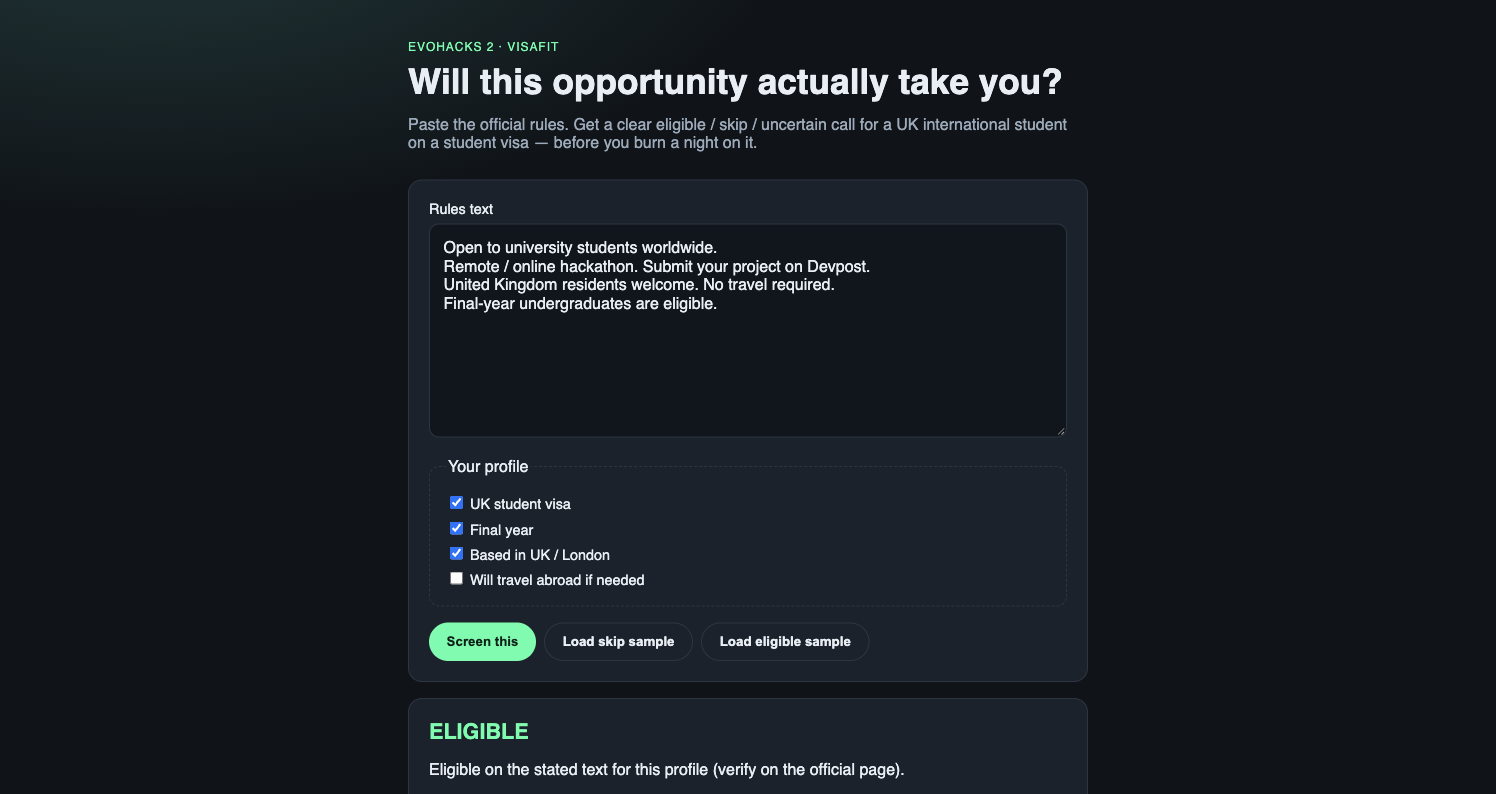 EVOHACKS 2 · VISAFIT
Will this opportunity actually take you?
Paste the official rules. Get a clear eligible / skip / uncertain call for a UK international student
on a student visa — before you burn a night on it.
Rules text
Open to university students worldwide.
Remote / online hackathon. Submit your project on Devpost.
United Kingdom residents welcome. No travel required.
Final-year undergraduates are eligible.
Your profile
UK student visa
Final year
Based in UK / London
Will travel abroad if needed
Screen this
Load skip sample
Load eligible sample
ELIGIBLE
Eligible on the stated text for this profile (verify on the official page).